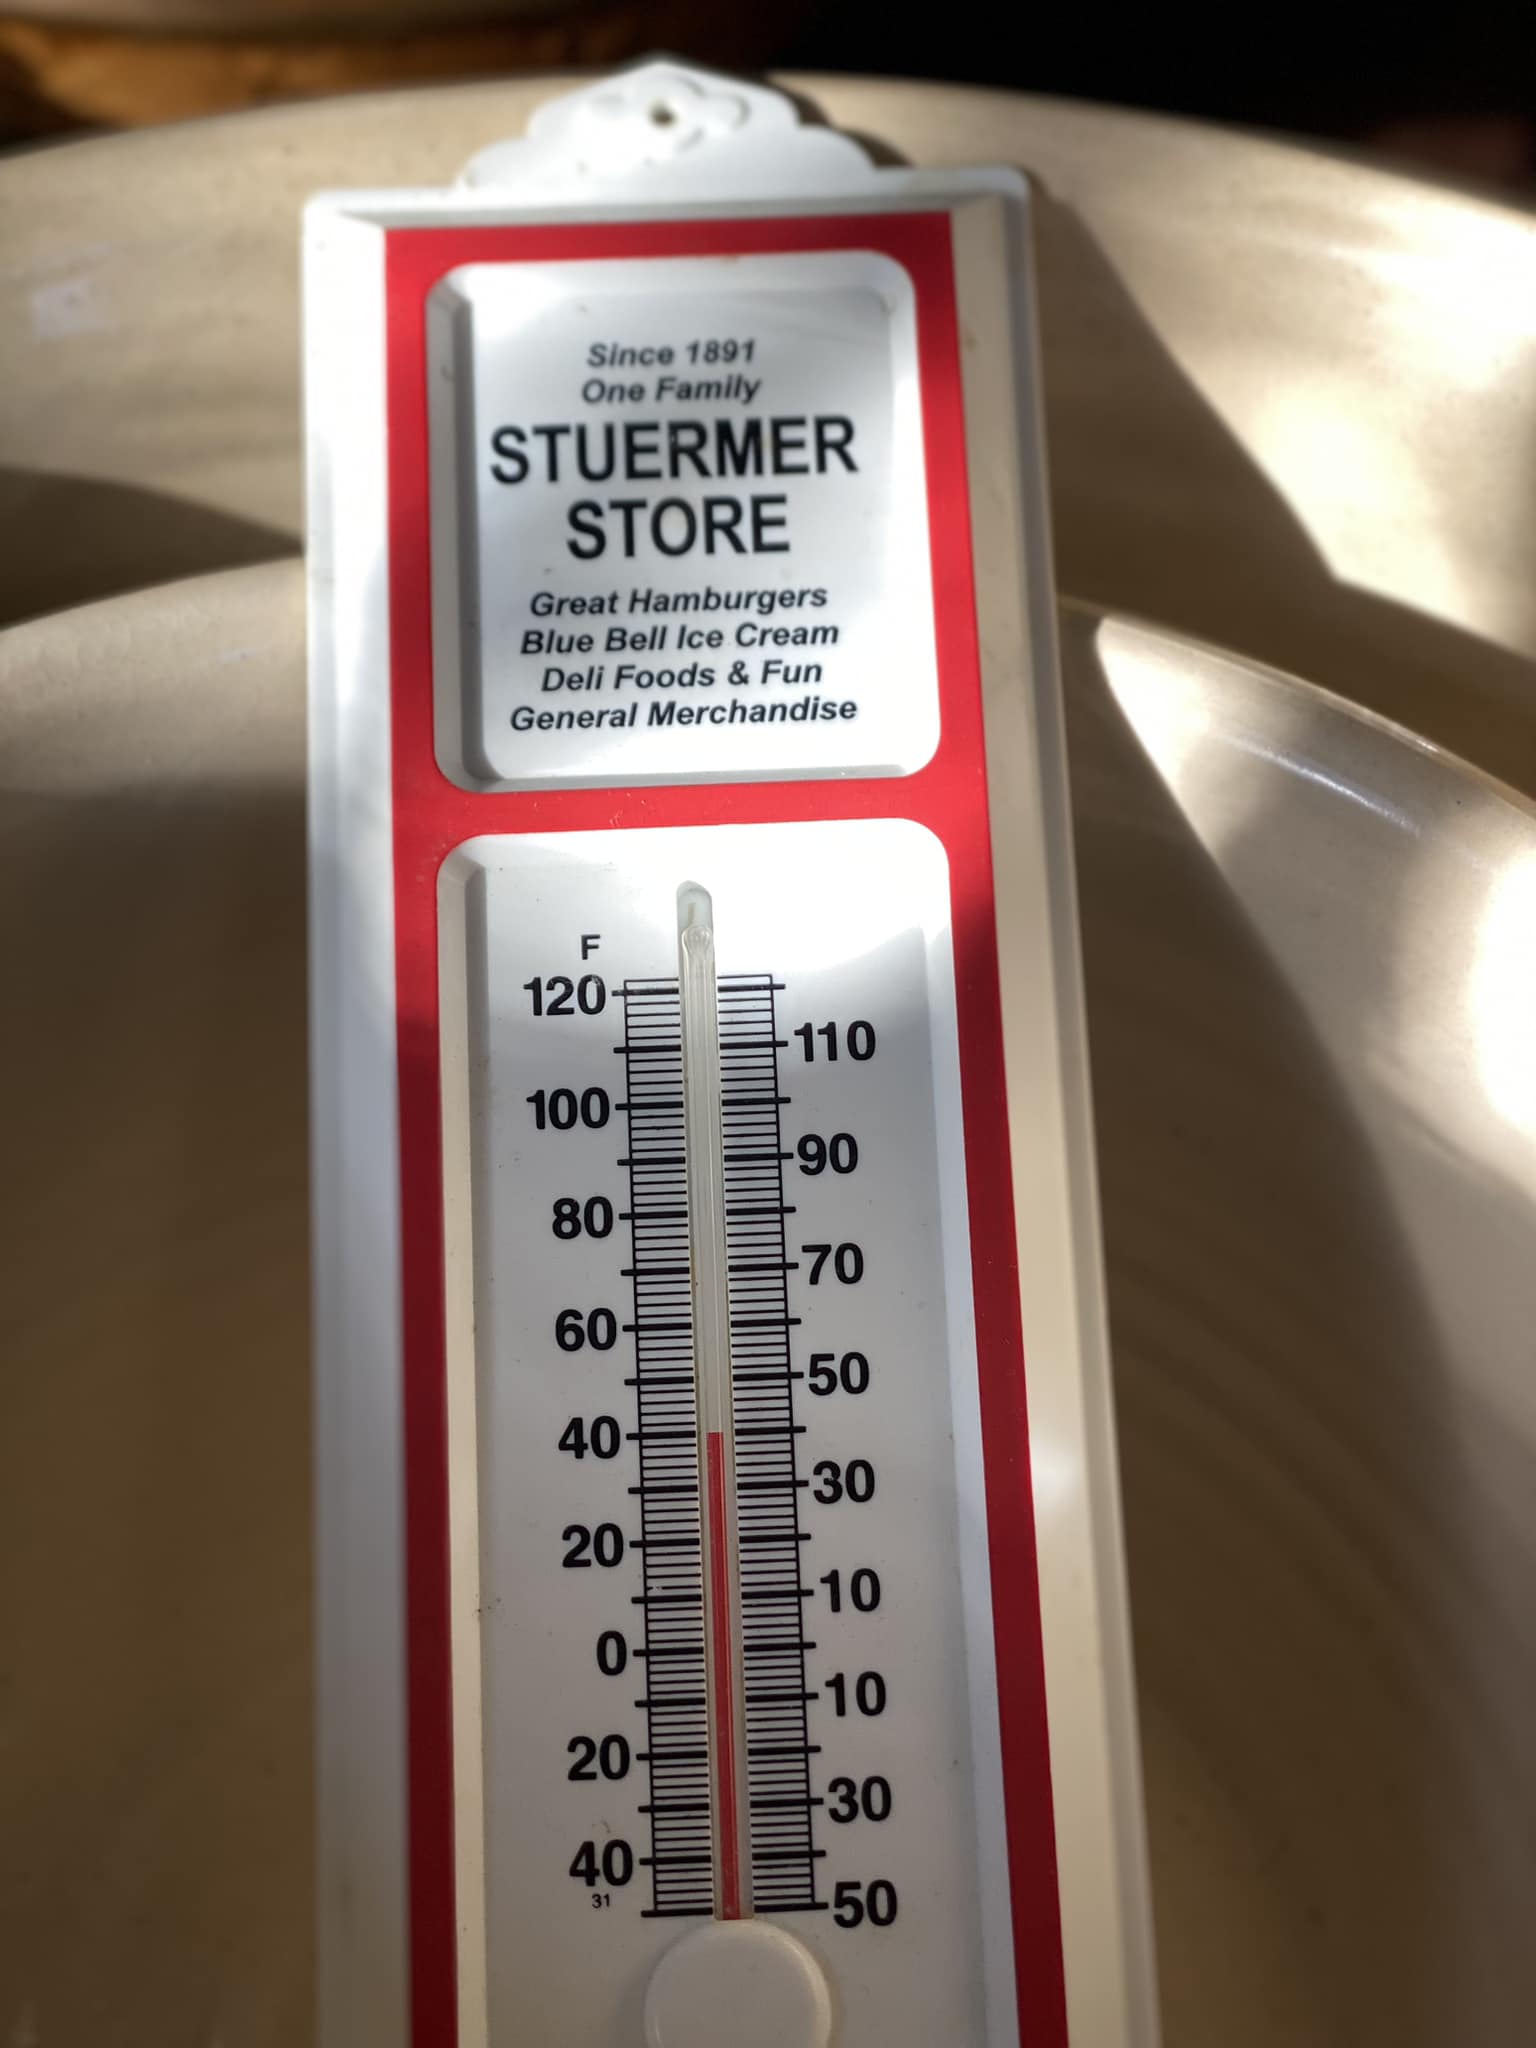 Since 1891
One Family
STUERMER
STORE
Great Hamburgers
Blue Bell Ice Cream
Deli Foods & Fun
General Merchandise
F
120
110
100
90
80
70
60
50
40
30
20
10
0
10
20
30
40
31
50